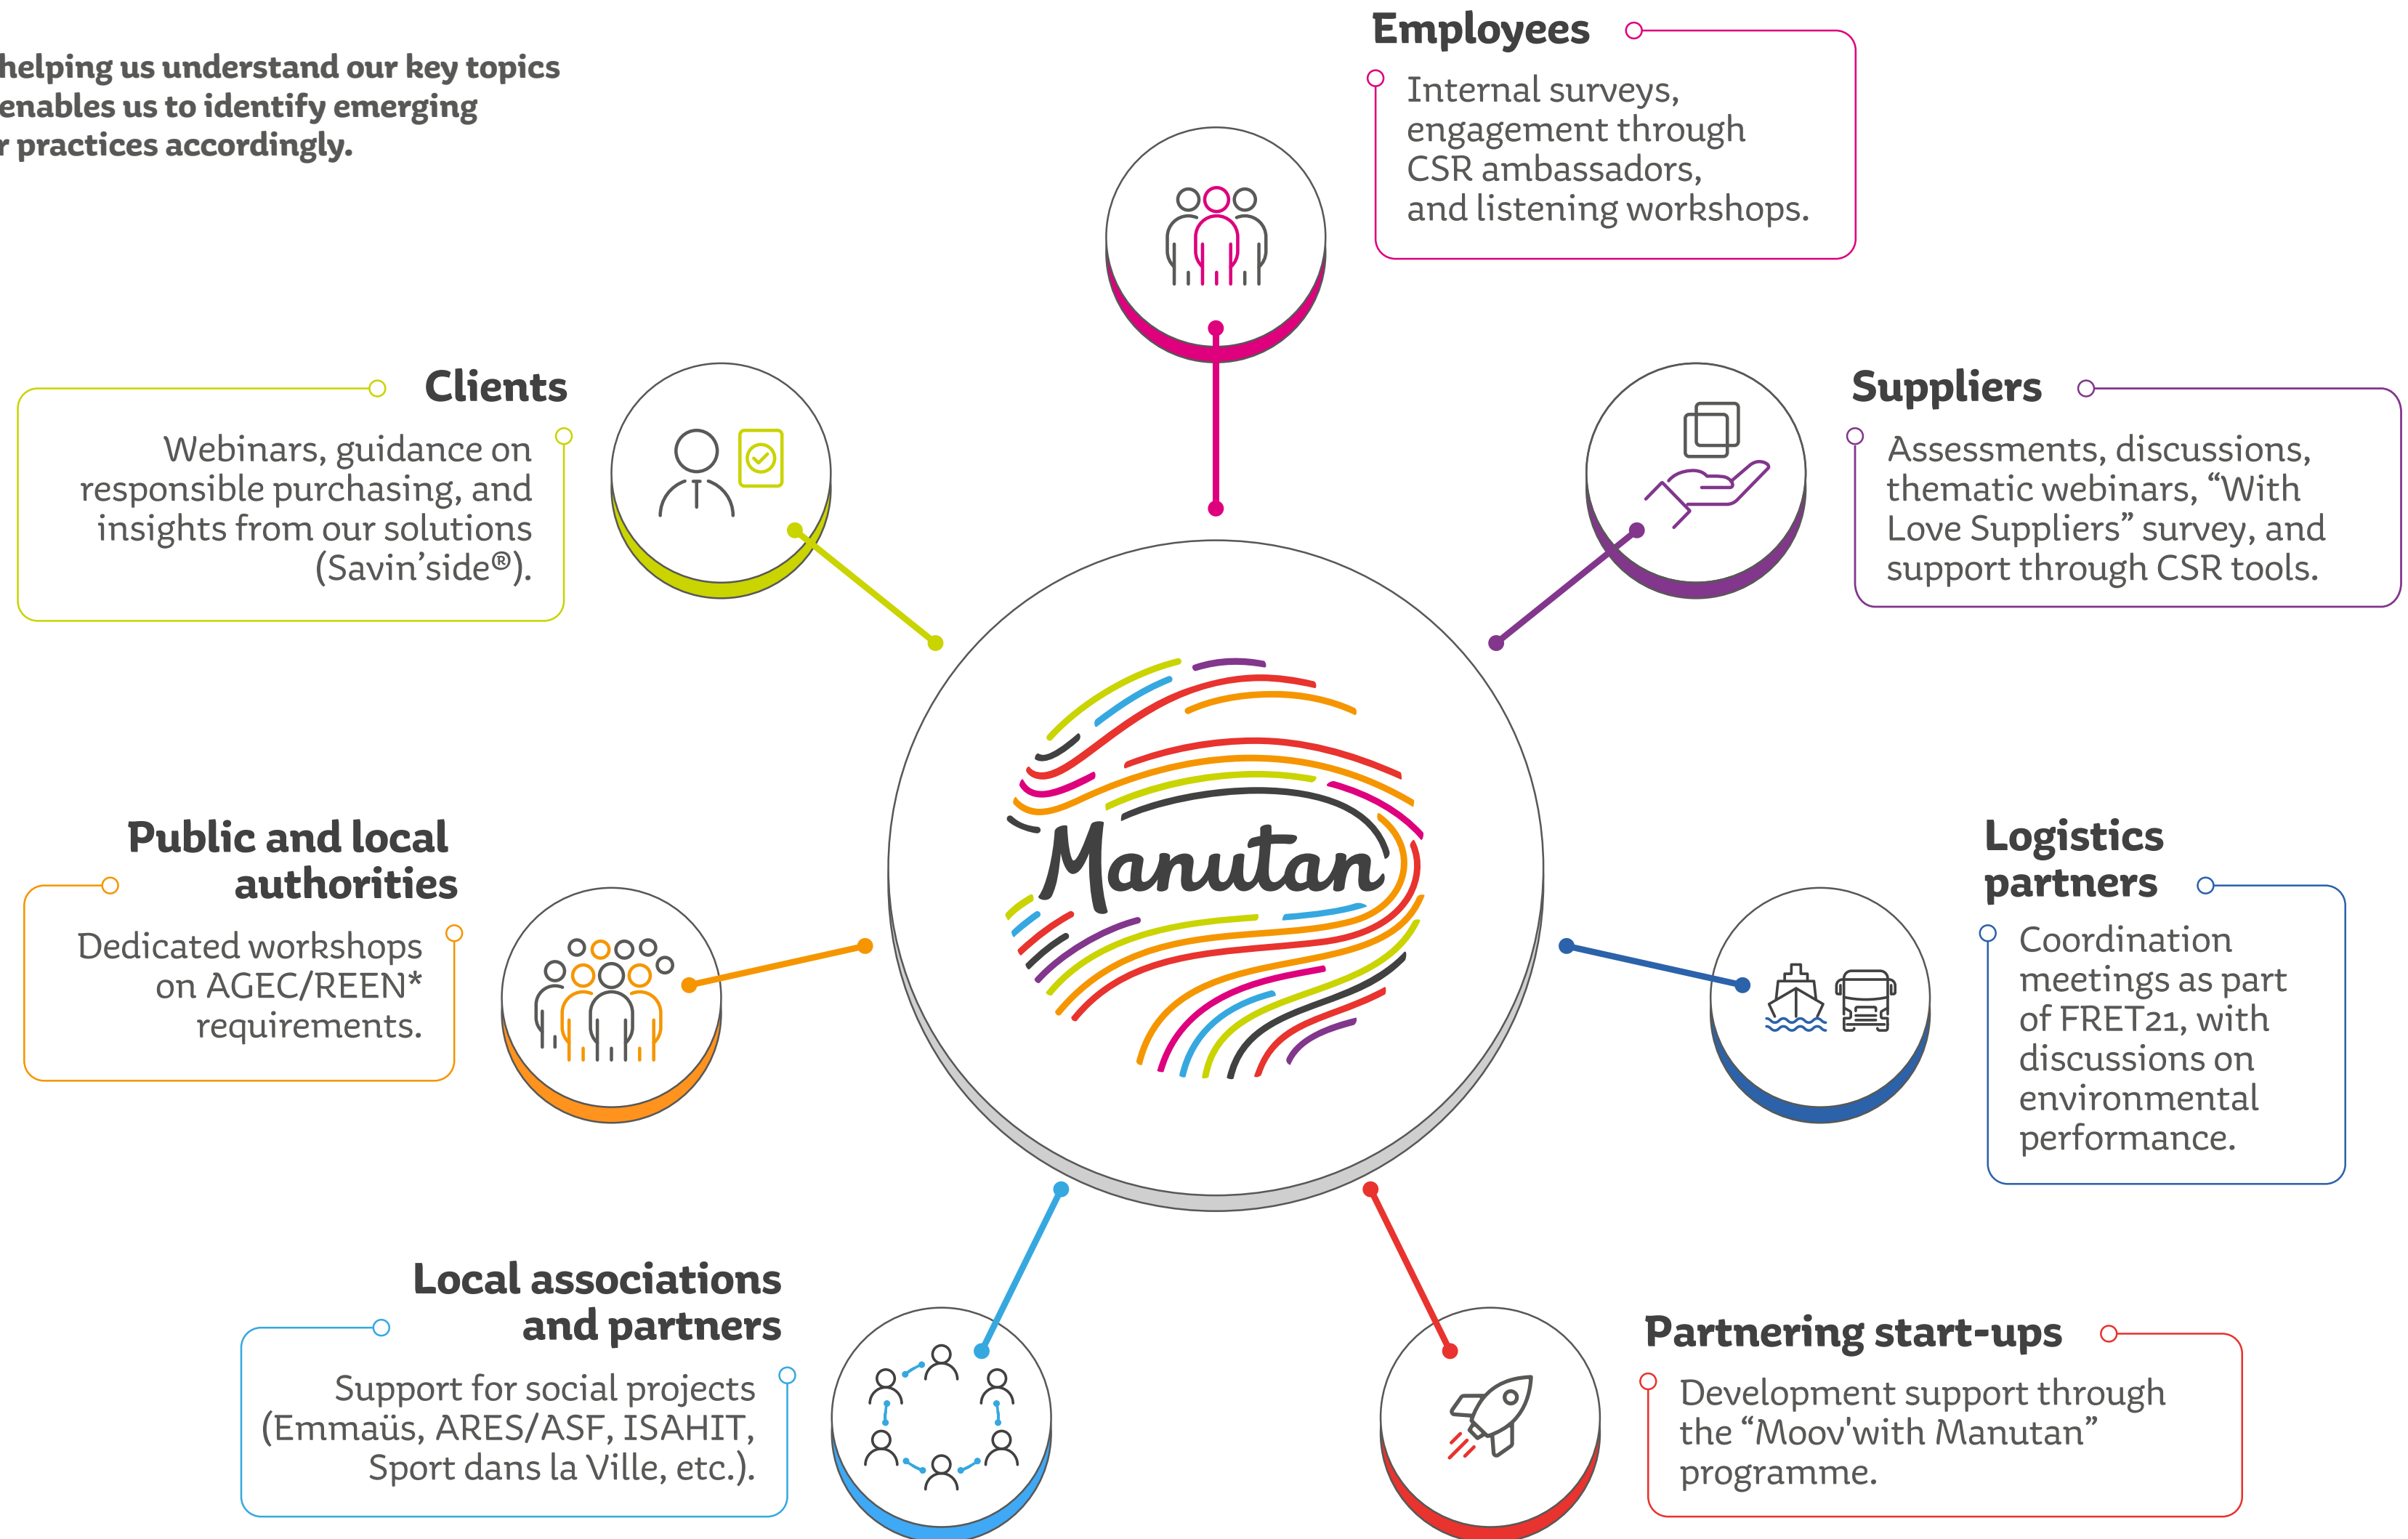 helping us understand our key topics
enables us to identify emerging
r practices accordingly.
Employees
Internal surveys,
engagement through
CSR ambassadors,
and listening workshops.
Clients
Webinars, guidance on
responsible purchasing, and
insights from our solutions
(Savin'side®).
Suppliers
Assessments, discussions,
thematic webinars, “With
Love Suppliers” survey, and
support through CSR tools.
Manutan
Public and local
authorities
Dedicated workshops
on AGEC/REEN*
requirements.
Logistics
partners
Coordination
meetings as part
of FRET21, with
discussions on
environmental
performance.
Local associations
and partners
Support for social projects
(Emmaüs, ARES/ASF, ISAHIT,
Sport dans la Ville, etc.).
Partnering start-ups
Development support through
the “Moov'with Manutan”
programme.